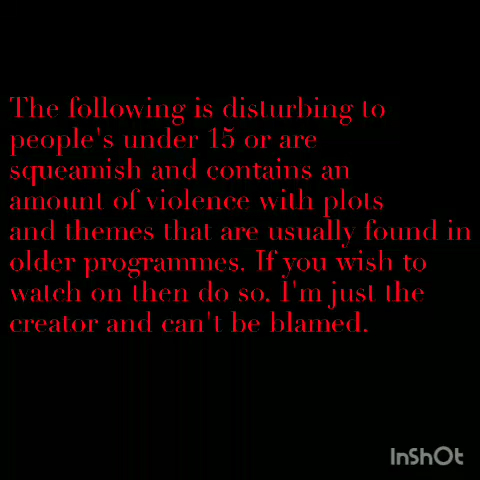 The following is disturbing to
people's under 15 or are
squeamish and contains an
amount of violence with plots
and themes that are usually found in
older programmes. If you wish to
watch on then do so. I'm just the
creator and can't be blamed.
InShOt